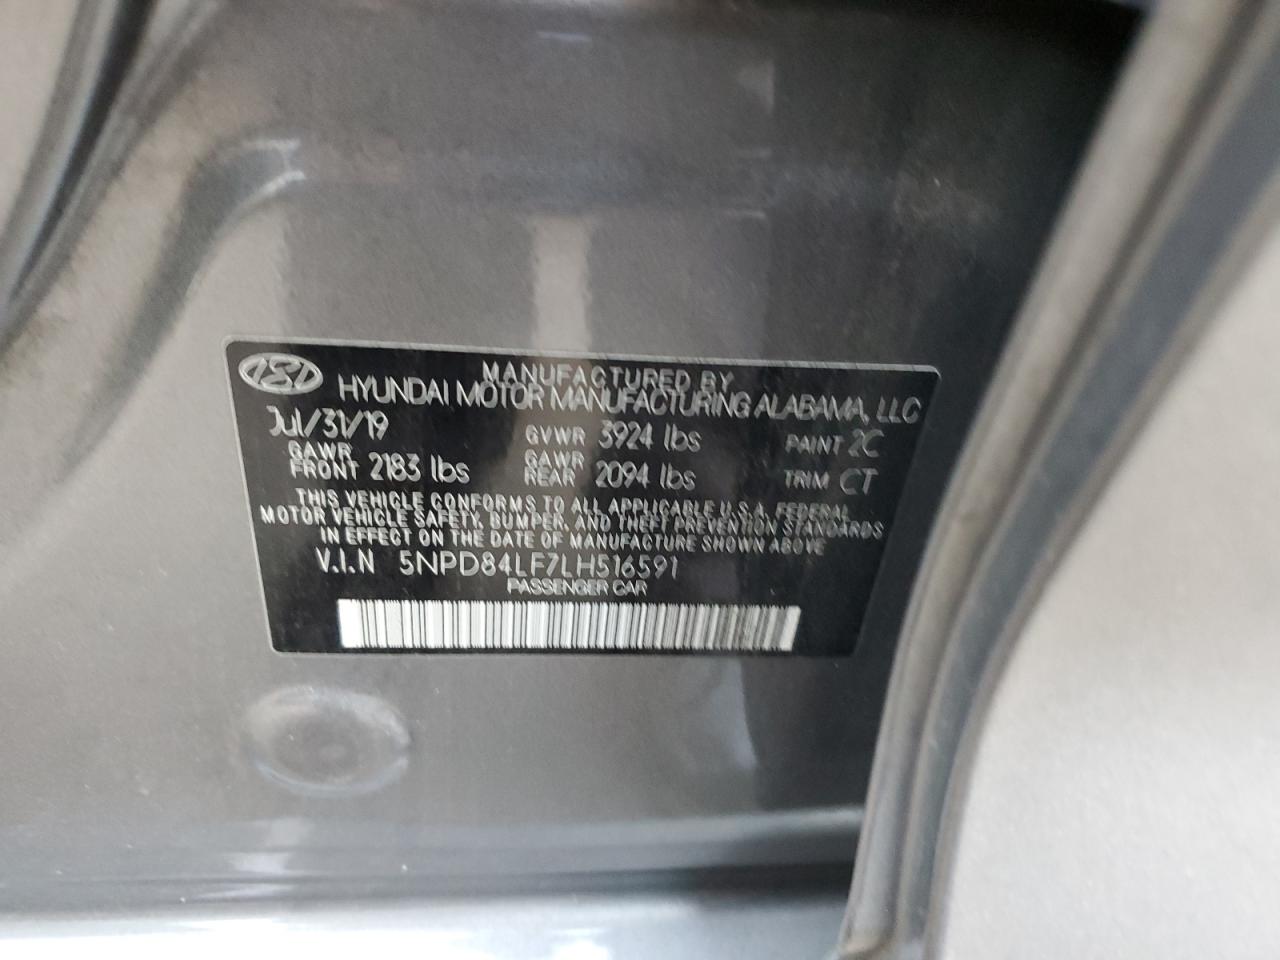 MANUFACTURED BY
HYUNDAI MOTOR MANUFACTURING ALABAMA, LLC
Jul/31/19 GVWR 3924 lbs PAINT 2C
GAWR FRONT 2183 lbs GAWR REAR 2094 lbs TRIM CT
THIS VEHICLE CONFORMS TO ALL APPLICABLE U.S.A. FEDERAL
MOTOR VEHICLE SAFETY, BUMPER, AND THEFT PREVENTION STANDARDS
IN EFFECT ON THE DATE OF MANUFACTURE SHOWN ABOVE
V.I.N 5NPD84LF7LH516591
PASSENGER CAR